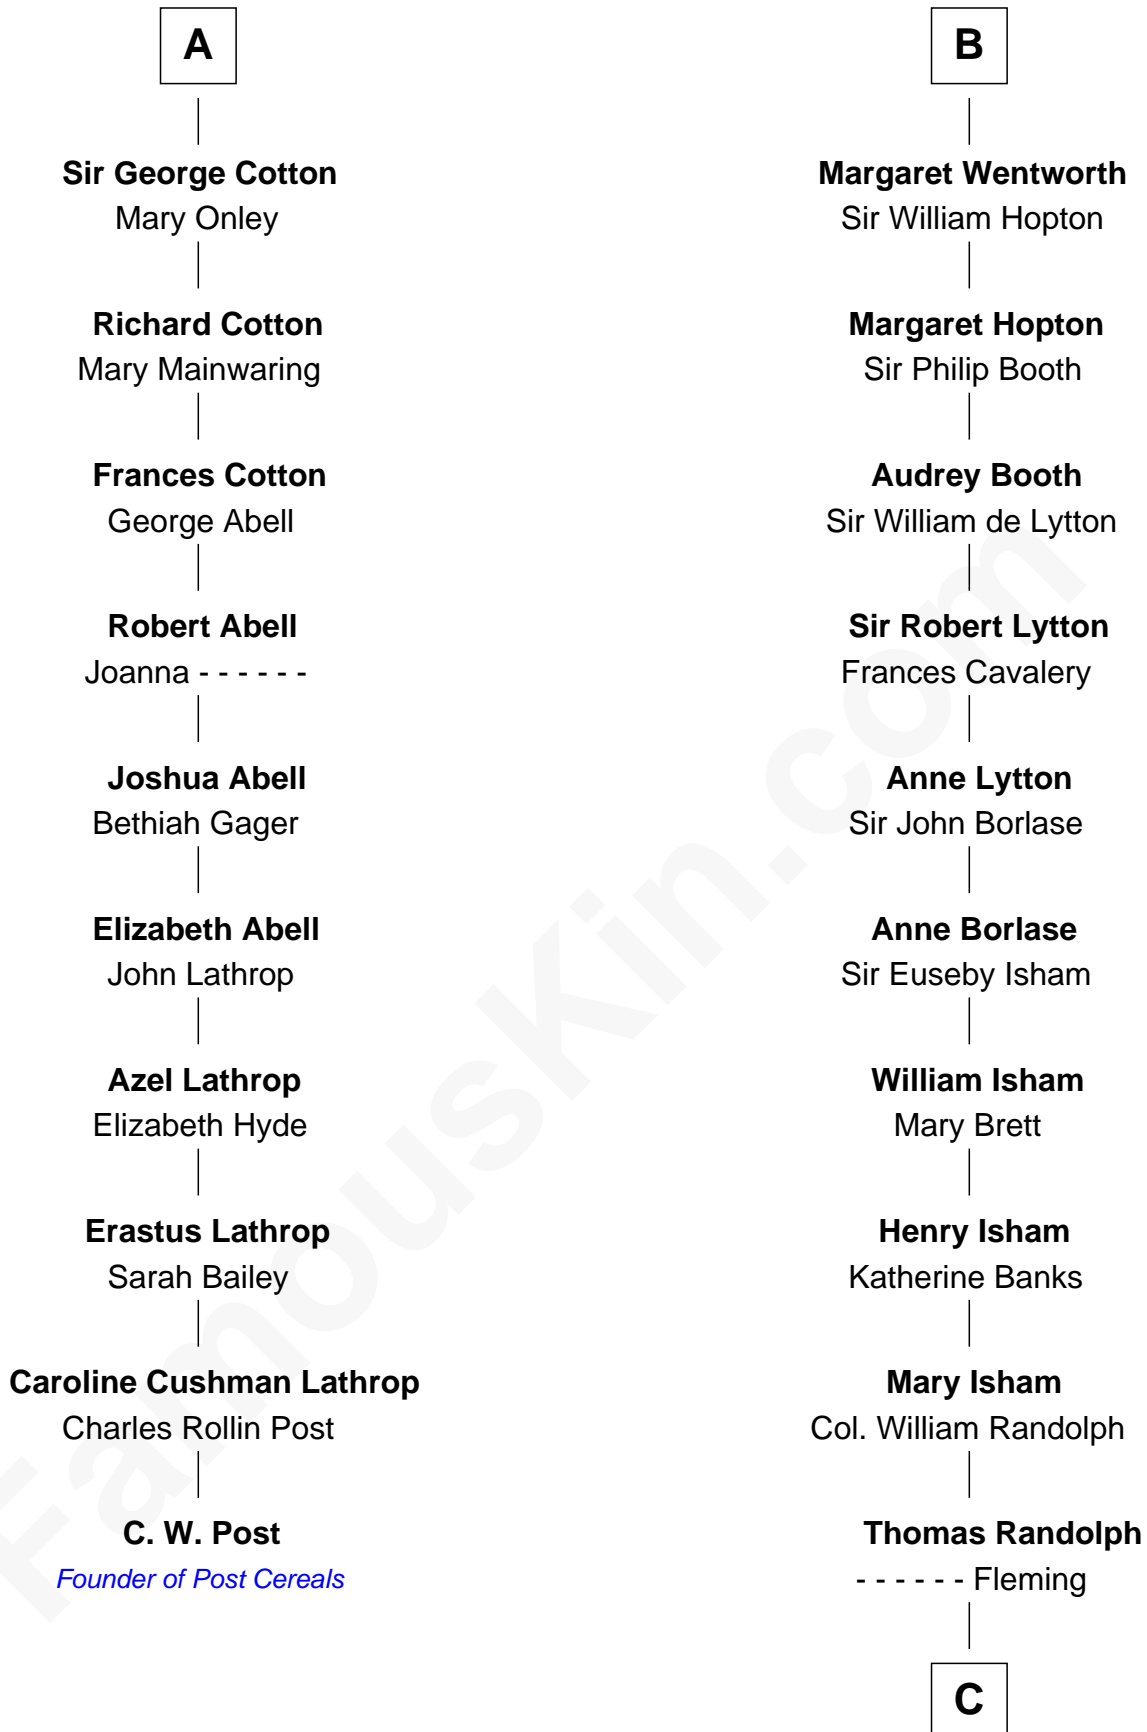 A
Sir George Cotton
Mary Onley
Richard Cotton
Mary Mainwaring
Frances Cotton
George Abell
Robert Abell
Joanna - - - - - -
Joshua Abell
Bethiah Gager
Elizabeth Abell
John Lathrop
Azel Lathrop
Elizabeth Hyde
Erastus Lathrop
Sarah Bailey
Caroline Cushman Lathrop
Charles Rollin Post
C. W. Post
Founder of Post Cereals
B
Margaret Wentworth
Sir William Hopton
Margaret Hopton
Sir Philip Booth
Audrey Booth
Sir William de Lytton
Sir Robert Lytton
Frances Cavalery
Anne Lytton
Sir John Borlase
Anne Borlase
Sir Euseby Isham
William Isham
Mary Brett
Henry Isham
Katherine Banks
Mary Isham
Col. William Randolph
Thomas Randolph
- - - - - - Fleming
C
FamousKin.com